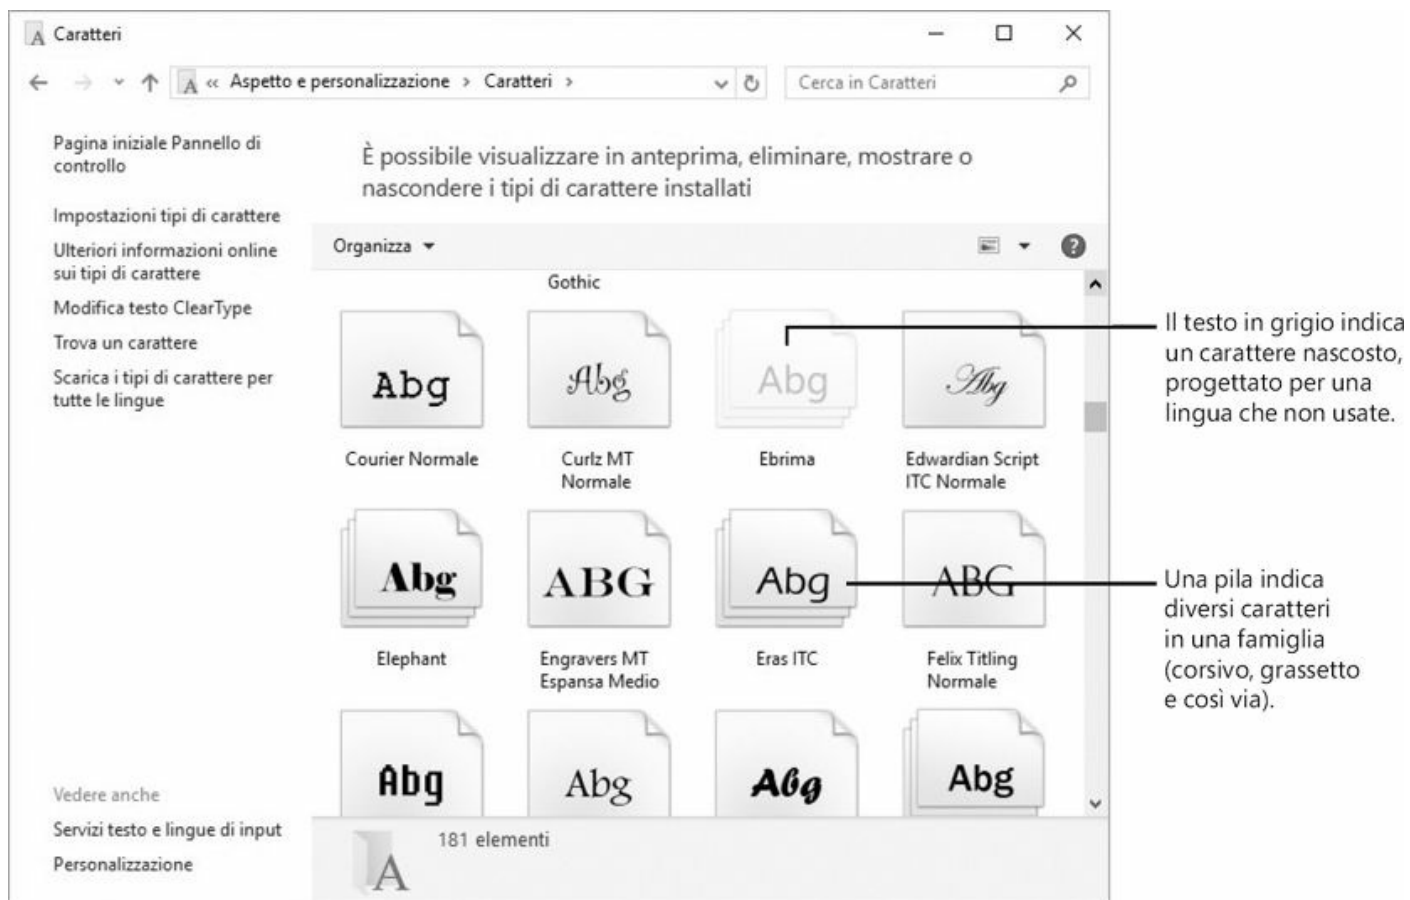 Caratteri
« Aspetto e personalizzazione › Caratteri ›
Cerca in Caratteri
Pagina iniziale Pannello di
controllo
Impostazioni tipi di carattere
Ulteriori informazioni online
sui tipi di carattere
Modifica testo ClearType
Trova un carattere
Scarica i tipi di carattere per
tutte le lingue
Vedere anche
Servizi testo e lingue di input
Personalizzazione
È possibile visualizzare in anteprima, eliminare, mostrare o
nascondere i tipi di carattere installati
Organizza
Gothic
Abg Abg Abg Abg
Courier Normale Curlz MT Ebrima Edwardian Script
Normale ITC Normale
Abg ABG Abg ABG
Elephant Engravers MT Eras ITC Felix Titling
Espansa Medio Normale
Abg Abg Abg Abg
181 elementi
Il testo in grigio indica
un carattere nascosto,
progettato per una
lingua che non usate.
Una pila indica
diversi caratteri
in una famiglia
(corsivo, grassetto
e così via).